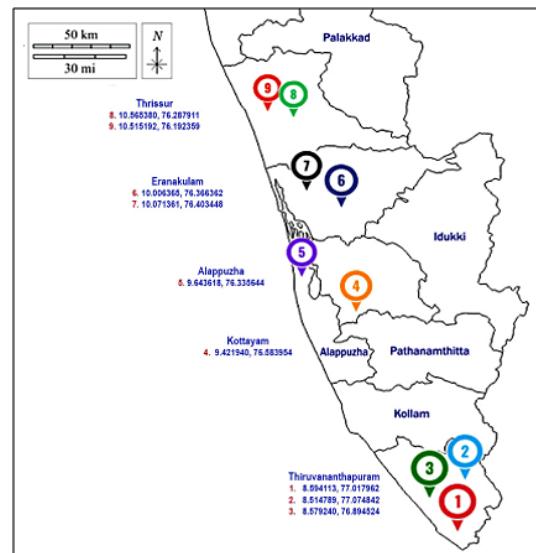 50 km
30 mi
N
Palakkad
9
8
Thrissur
8. 10.565380, 76.287911
9. 10.515192, 76.192359
7
6
Eranakulam
6. 10.006365, 76.366362
7. 10.071361, 76.403448
Idukki
5
Alappuzha
5. 9.643618, 76.335644
4
Kottayam
4. 9.421940, 76.583954
Alappuzha
Pathanamthitta
Kollam
2
3
Thiruvananthapuram
1. 8.594113, 77.017962
2. 8.514789, 77.074842
3. 8.579240, 76.894524
1